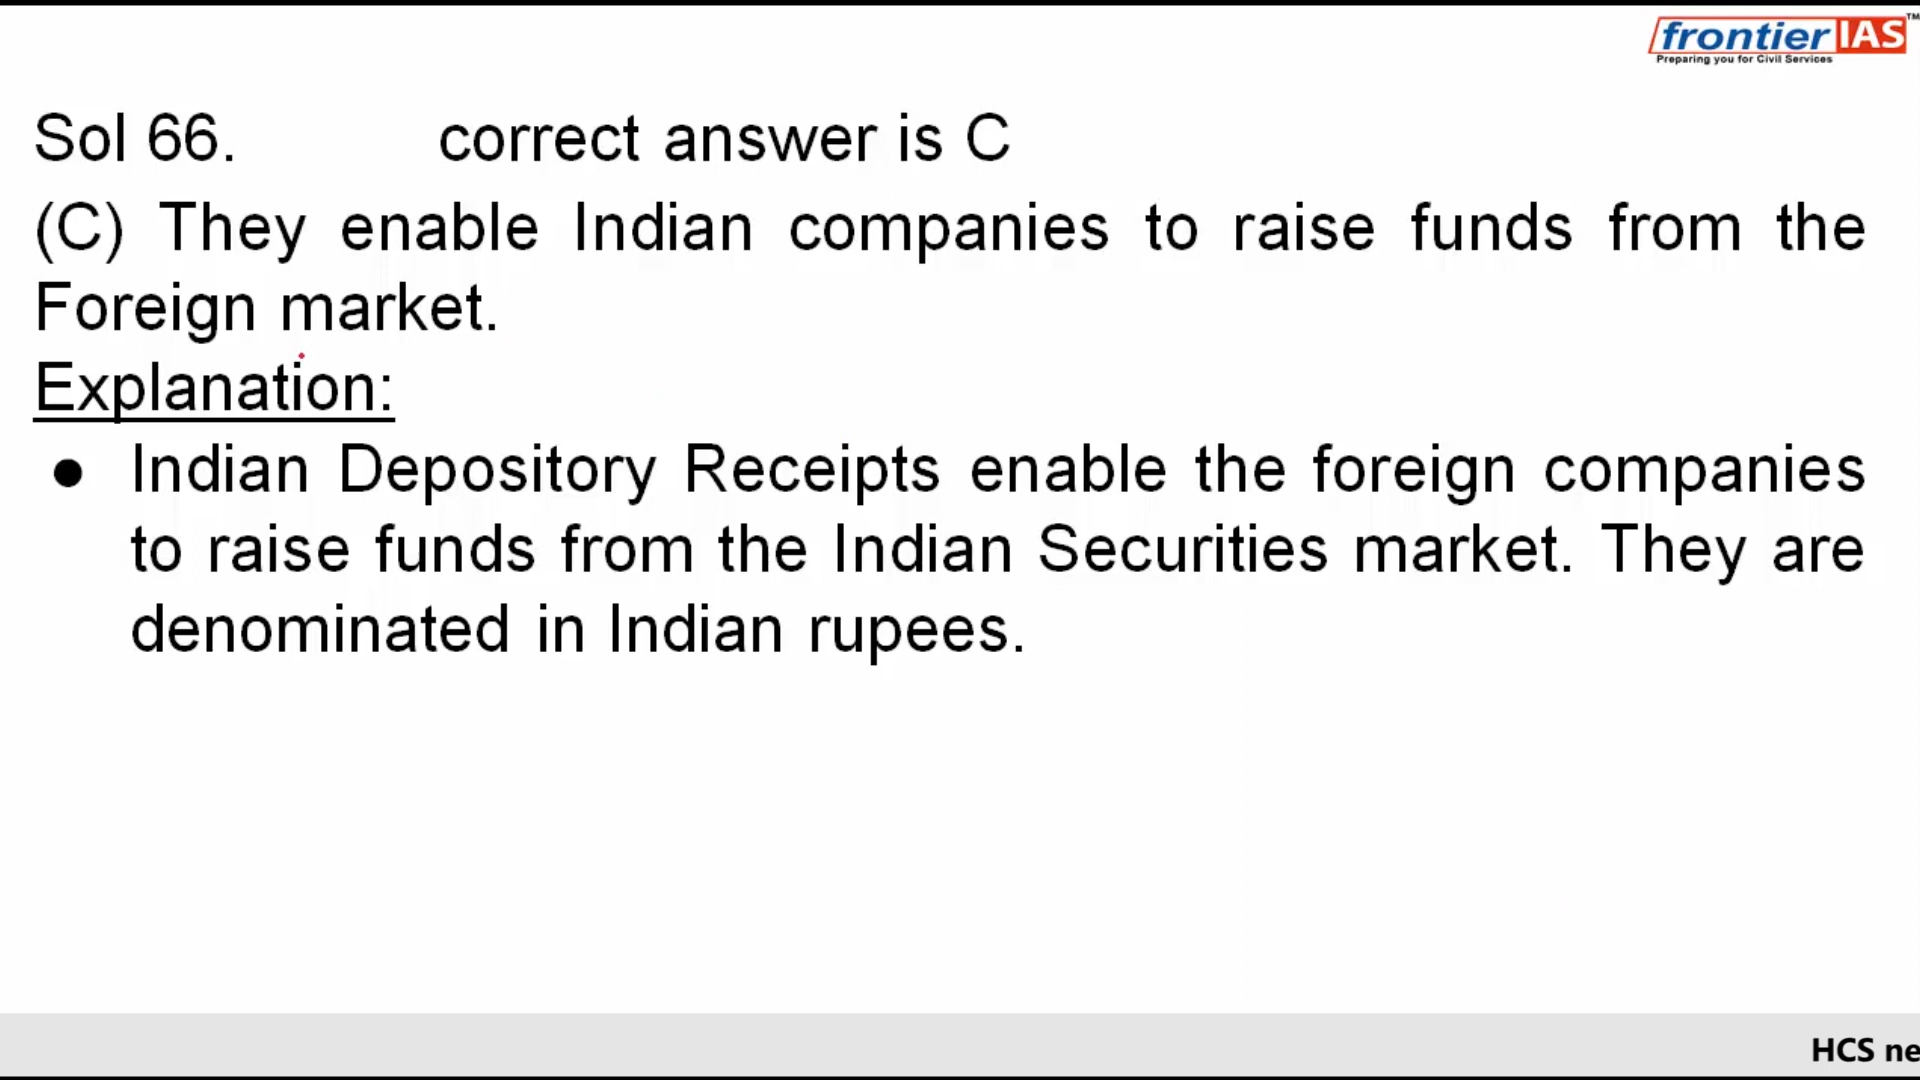 frontier IAS TM
Preparing you for Civil Services
Sol 66. correct answer is C
(C) They enable Indian companies to raise funds from the
Foreign market.
Explanation:
● Indian Depository Receipts enable the foreign companies
to raise funds from the Indian Securities market. They are
denominated in Indian rupees.
HCS ne